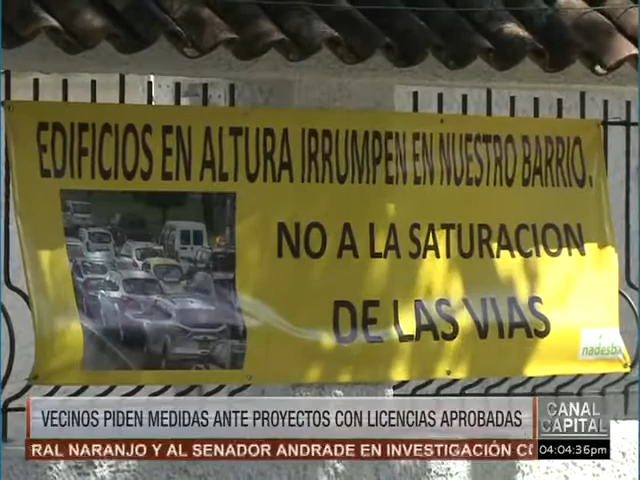 EDIFICIOS EN ALTURA IRRUMPEN EN NUESTRO BARRIO.
NO A LA SATURACION
DE LAS VIAS
nadesba
VECINOS PIDEN MEDIDAS ANTE PROYECTOS CON LICENCIAS APROBADAS
CANAL
CAPITAL
RAL NARANJO Y AL SENADOR ANDRADE EN INVESTIGACIÓN CO
04:04:36pm